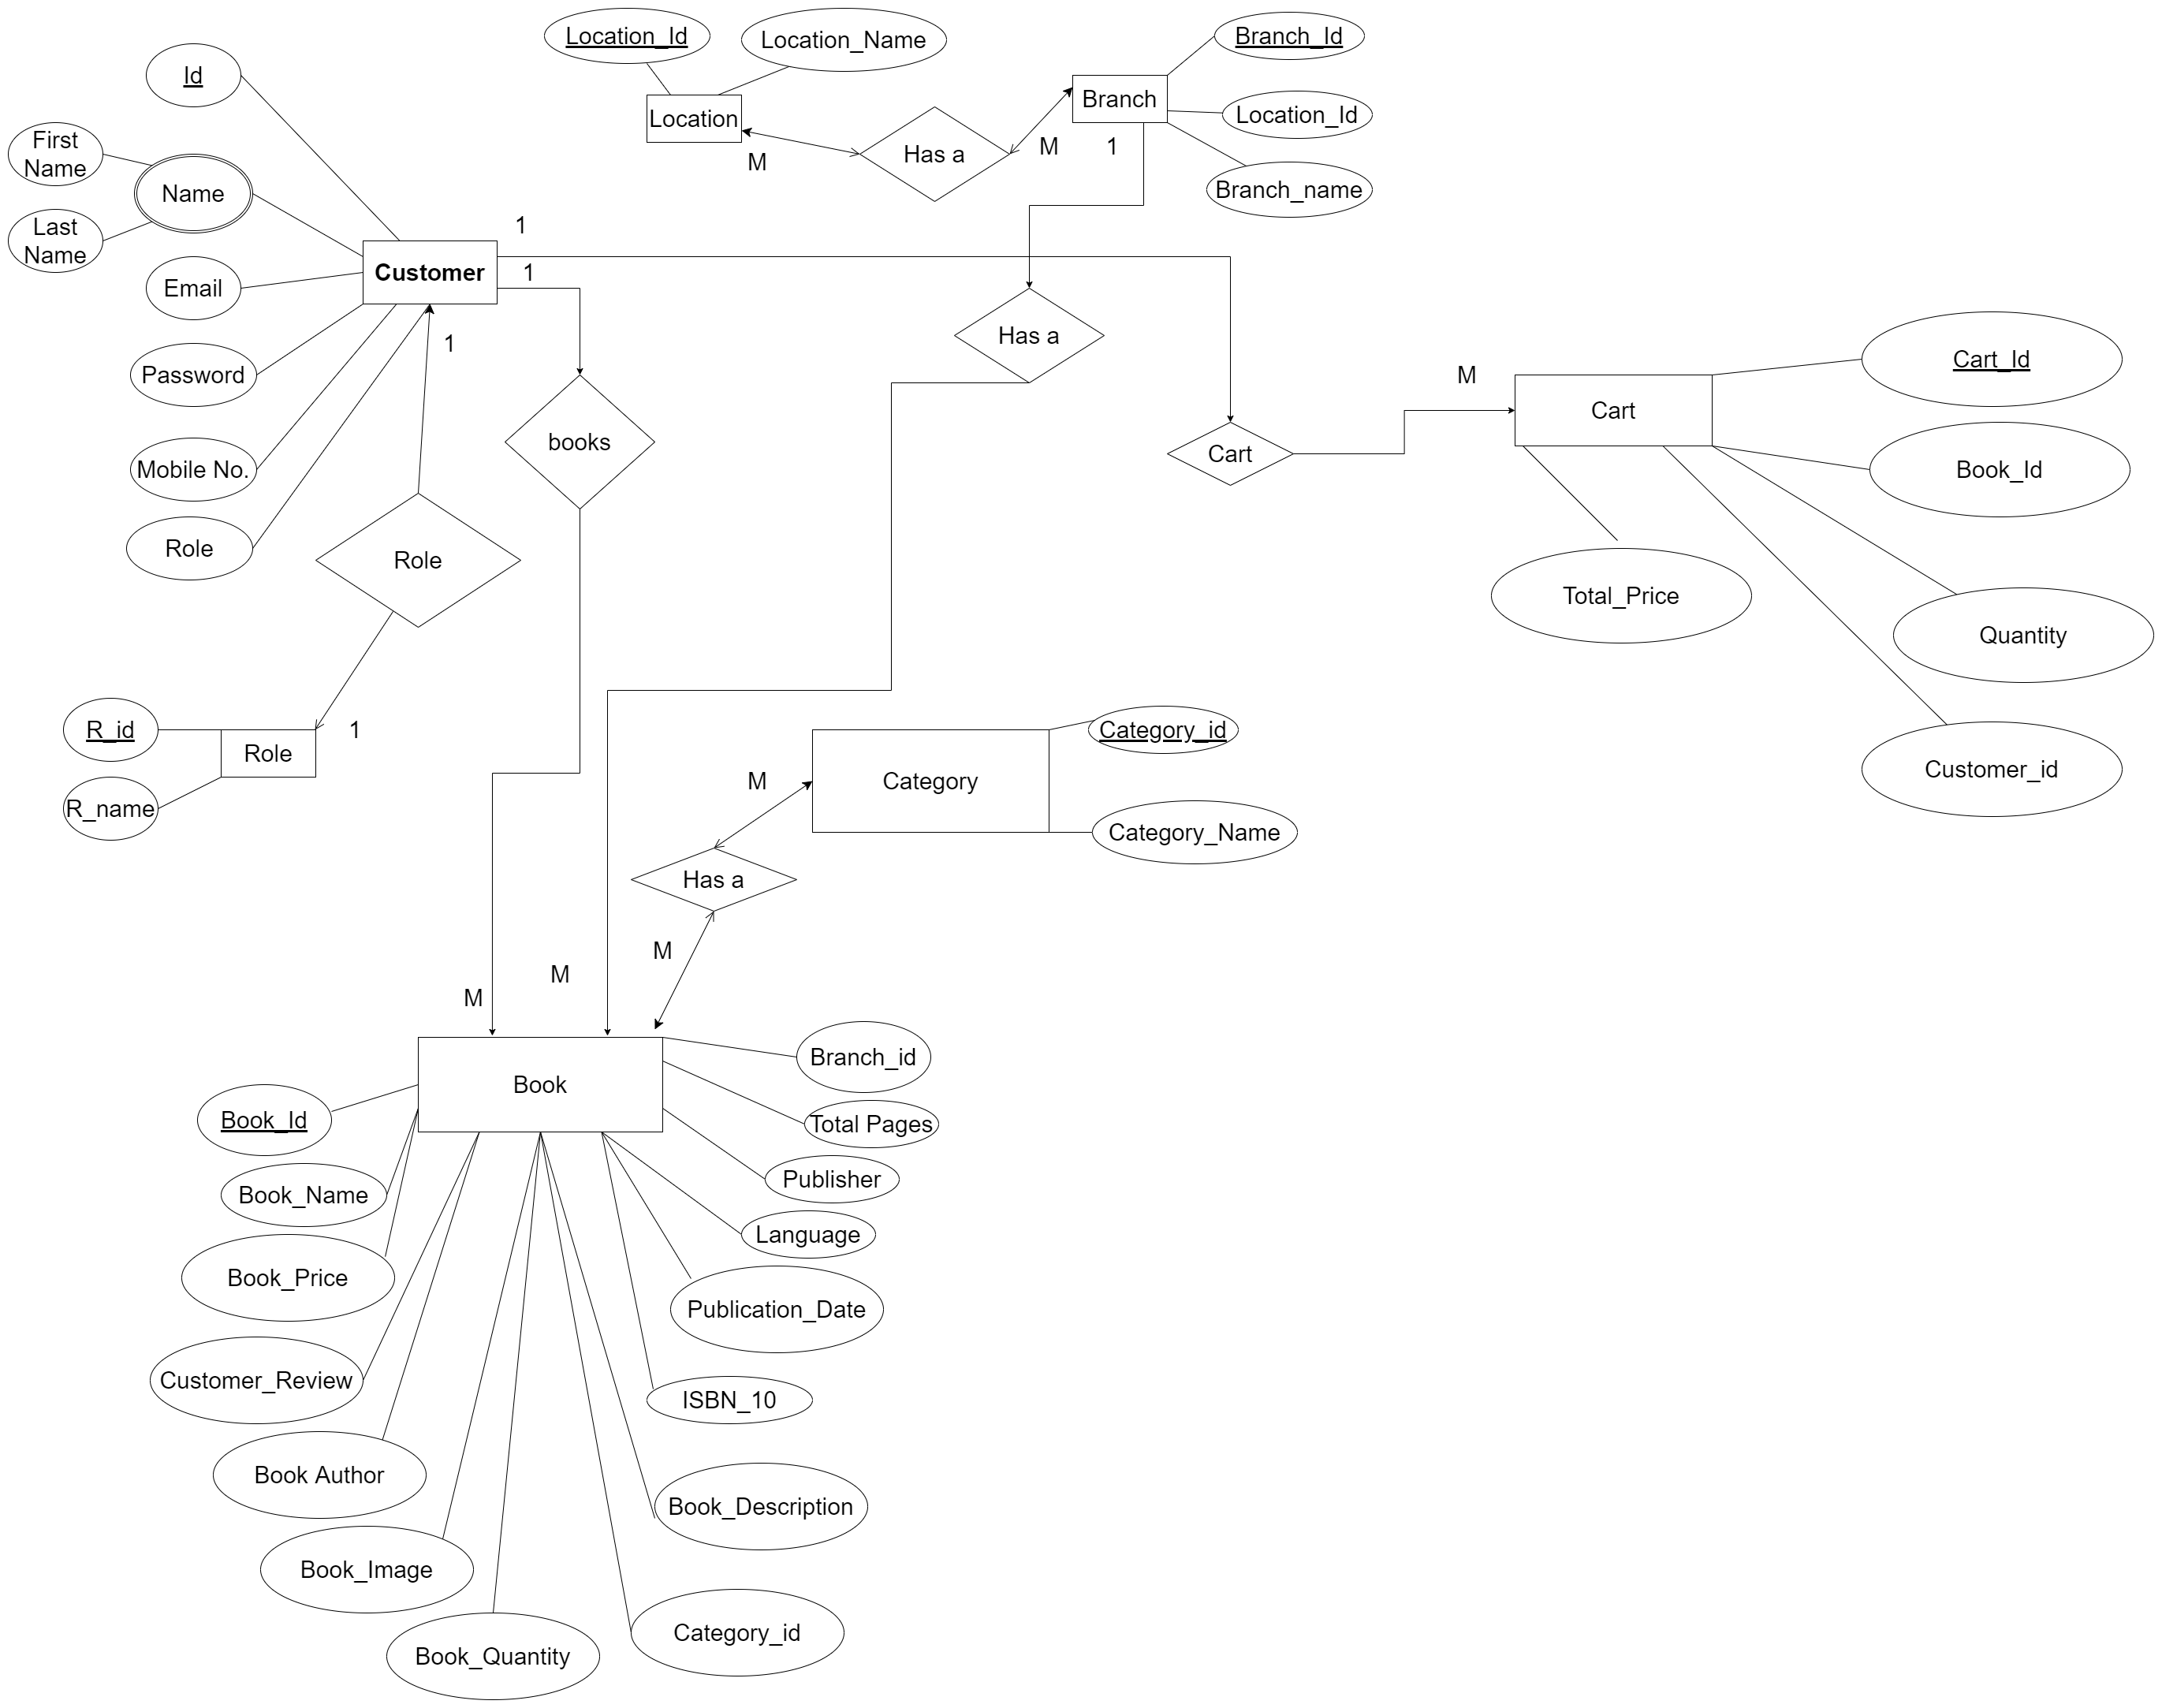 Location_Id
Location_Name
Branch_Id
Id
Location
Branch
Location_Id
First
Name
Has a
M
1
M
Name
Branch_name
Last
Name
1
Customer
1
Email
1
Has a
Password
books
M
Cart
Cart_Id
Mobile No.
Cart
Book_Id
Role
Role
Total_Price
Quantity
R_id
1
Role
Category_id
R_name
M
Category
Customer_id
Category_Name
Has a
M
M
M
Book
Branch_id
Book_Id
Total Pages
Book_Name
Publisher
Language
Book_Price
Publication_Date
Customer_Review
ISBN_10
Book Author
Book_Description
Book_Image
Category_id
Book_Quantity